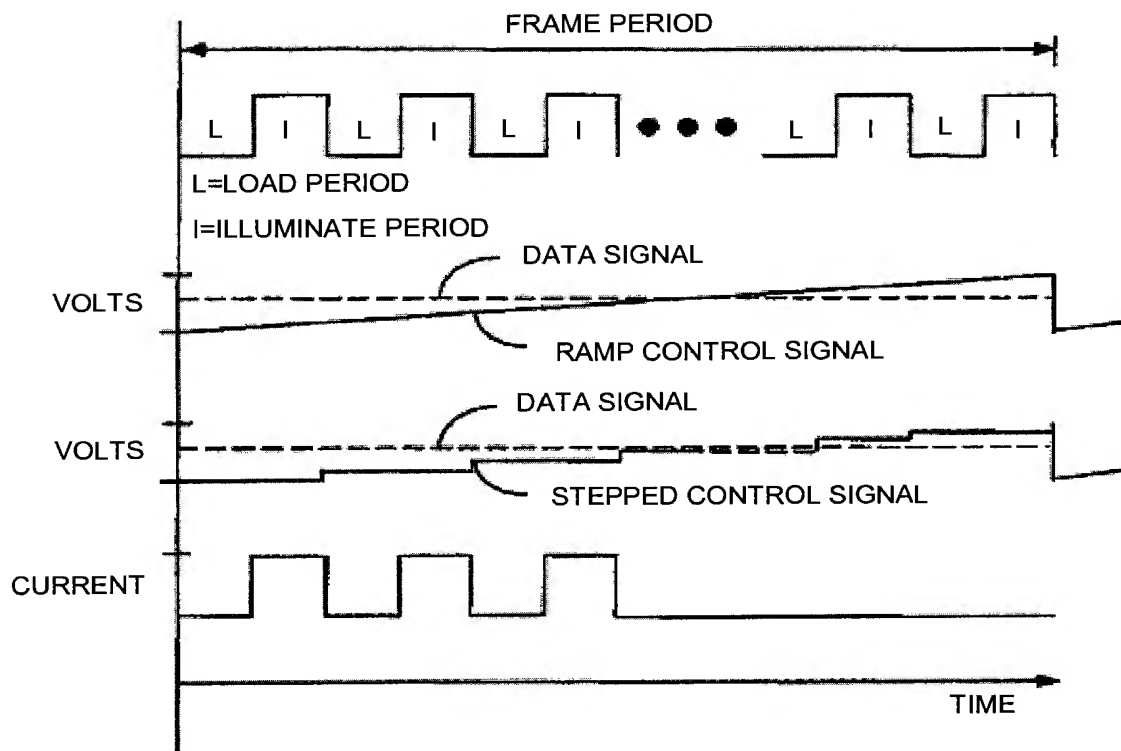 FRAME PERIOD
L I L I L I L I L I
L=LOAD PERIOD
I=ILLUMINATE PERIOD
DATA SIGNAL
VOLTS
RAMP CONTROL SIGNAL
DATA SIGNAL
VOLTS
STEPPED CONTROL SIGNAL
CURRENT
TIME